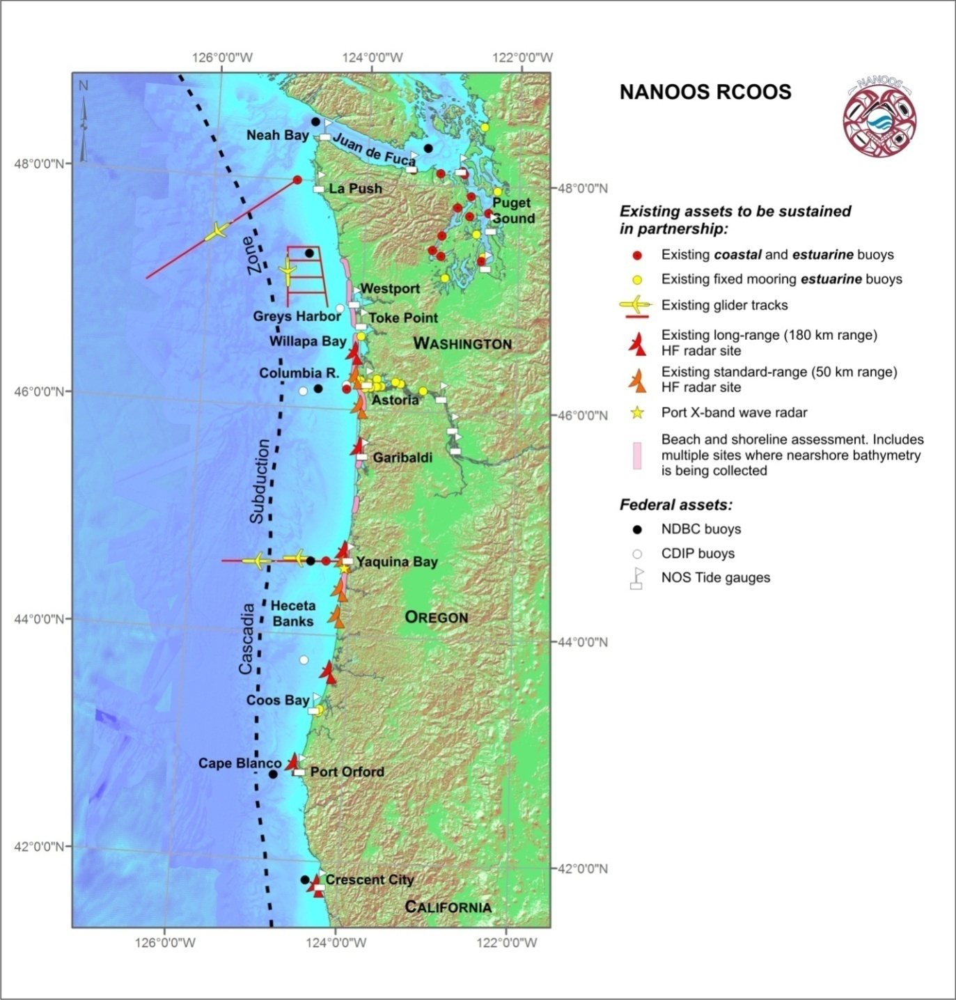 126°0'0"W 124°0'0"W 122°0'0"W
NANOOS RCOOS
NANOOS
N
Neah Bay
Juan de Fuca
48°0'0"N
48°0'0"W
La Push
Puget
Sound
Zone
Westport
Greys Harbor
Toke Point
Willapa Bay
WASHINGTON
Columbia R.
46°0'0"N
Astoria
46°0'0"W
Garibaldi
Subduction
Yaquina Bay
Heceta
Banks
OREGON
44°0'0"N
44°0'0"W
Cascadia
Coos Bay
Cape Blanco
Port Orford
42°0'0"N
42°0'0"W
Crescent City
CALIFORNIA
126°0'0"W 124°0'0"W 122°0'0"W
Existing assets to be sustained
in partnership:
Existing coastal and estuarine buoys
Existing fixed mooring estuarine buoys
Existing glider tracks
Existing long-range (180 km range)
HF radar site
Existing standard-range (50 km range)
HF radar site
Port X-band wave radar
Beach and shoreline assessment. Includes
multiple sites where nearshore bathymetry
is being collected
Federal assets:
NDBC buoys
CDIP buoys
NOS Tide gauges